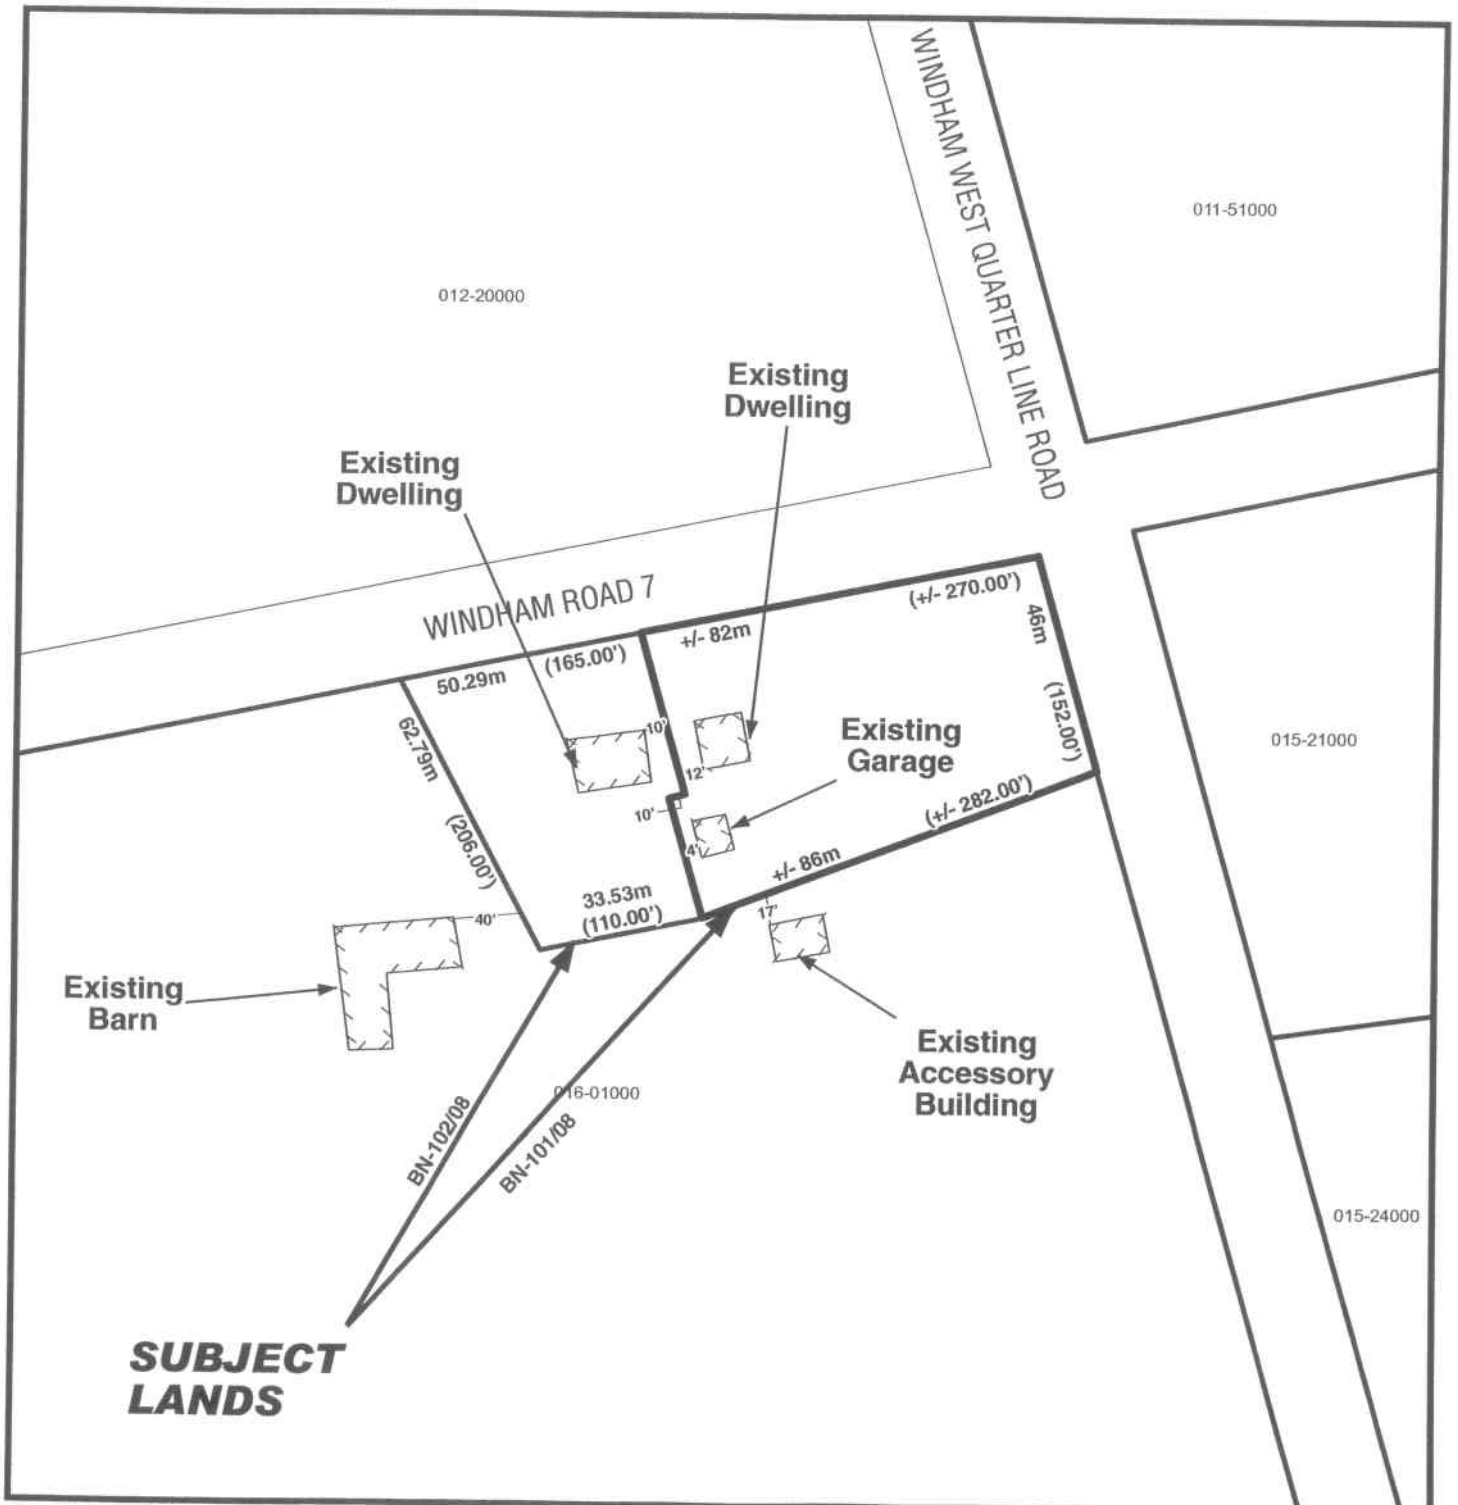 WINDHAM WEST QUARTER LINE ROAD
011-51000
012-20000
Existing
Dwelling
Existing
Dwelling
WINDHAM ROAD 7
(+/- 270.00')
+/- 82m
46m
(152.00')
(165.00')
50.29m
62.79m
(206.00')
10'
12'
10'
4'
Existing
Garage
015-21000
(+/- 282.00')
+/- 86m
33.53m
(110.00')
40'
17'
Existing
Barn
Existing
Accessory
Building
016-01000
BN-102/08
BN-101/08
015-24000
SUBJECT
LANDS